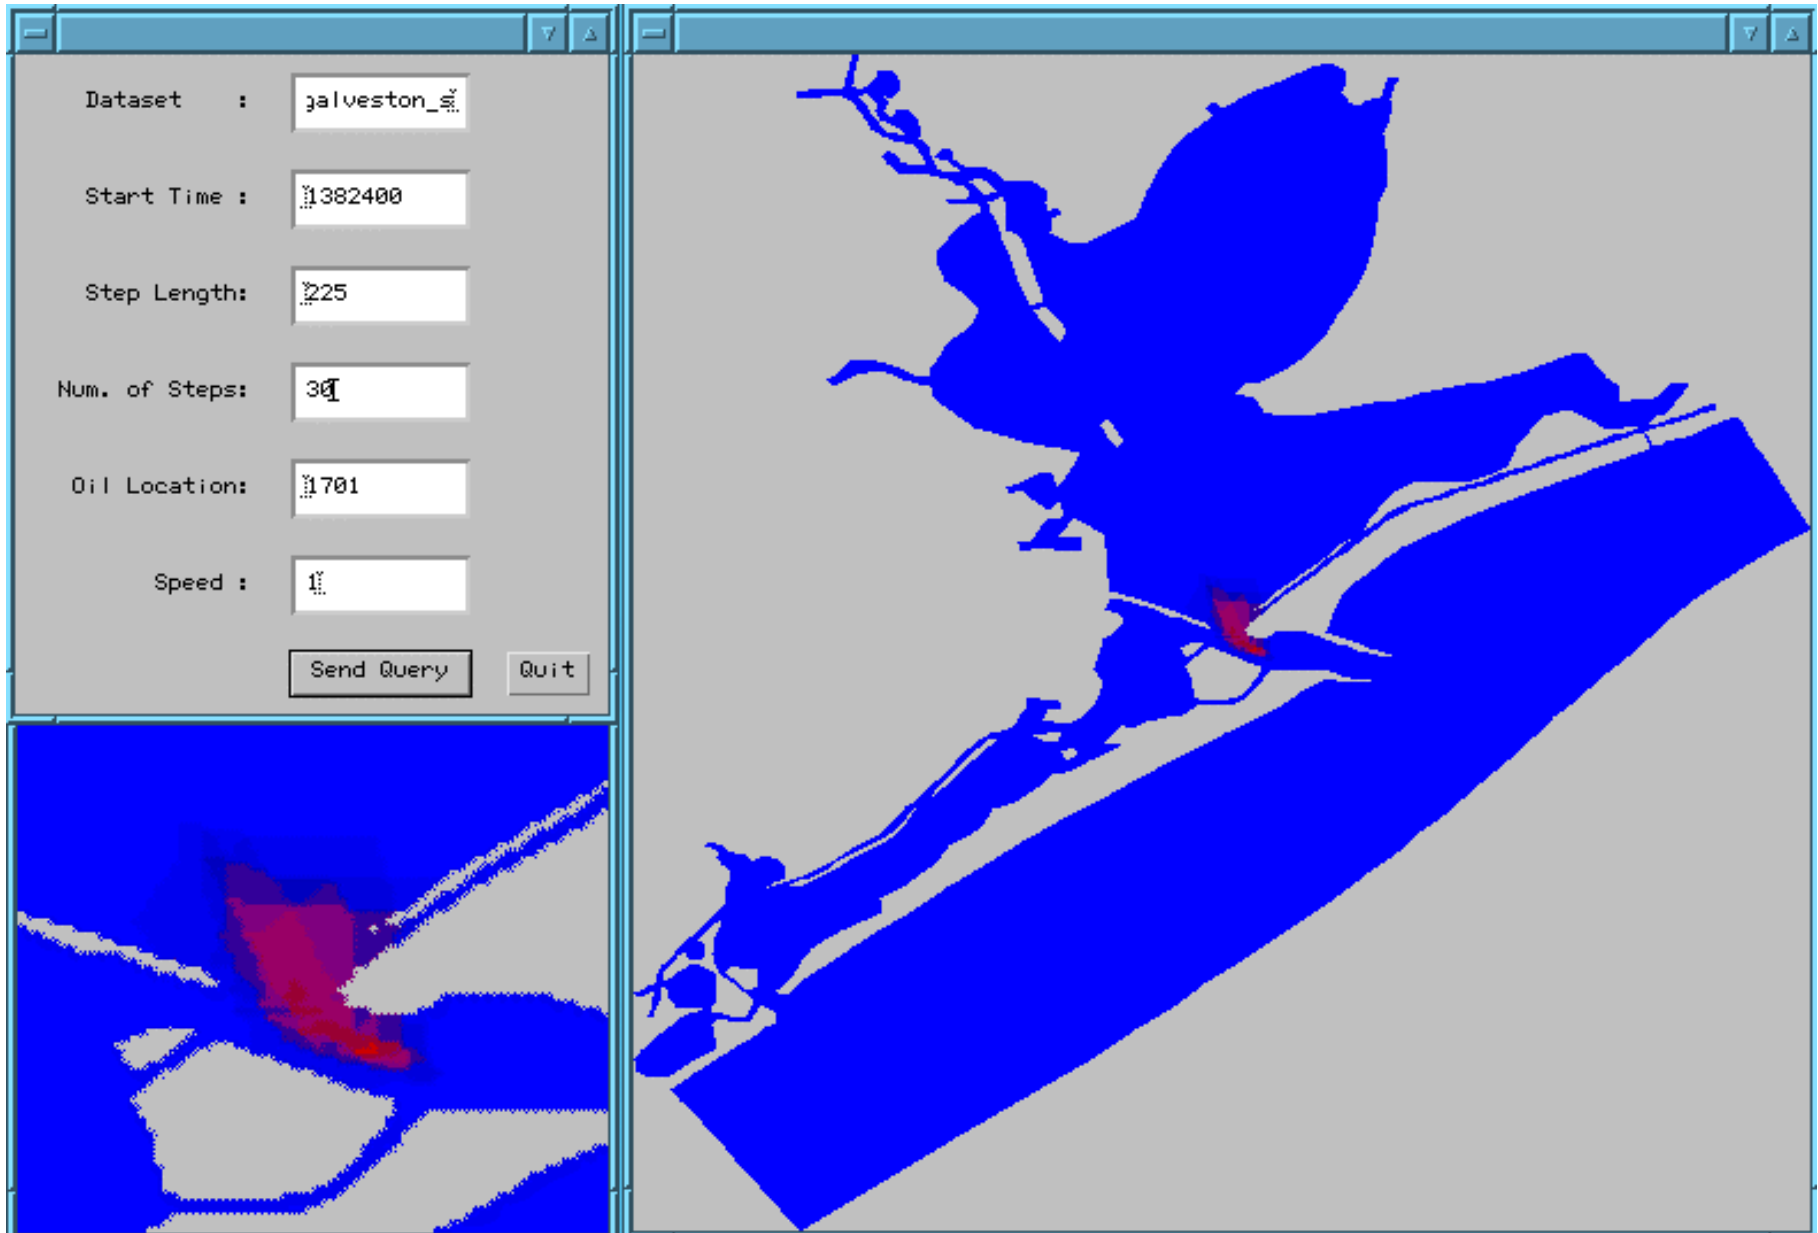 Dataset : galveston_s
Start Time : 1382400
Step Length: 225
Num. of Steps: 30
Oil Location: 1701
Speed : 1
Send Query Quit